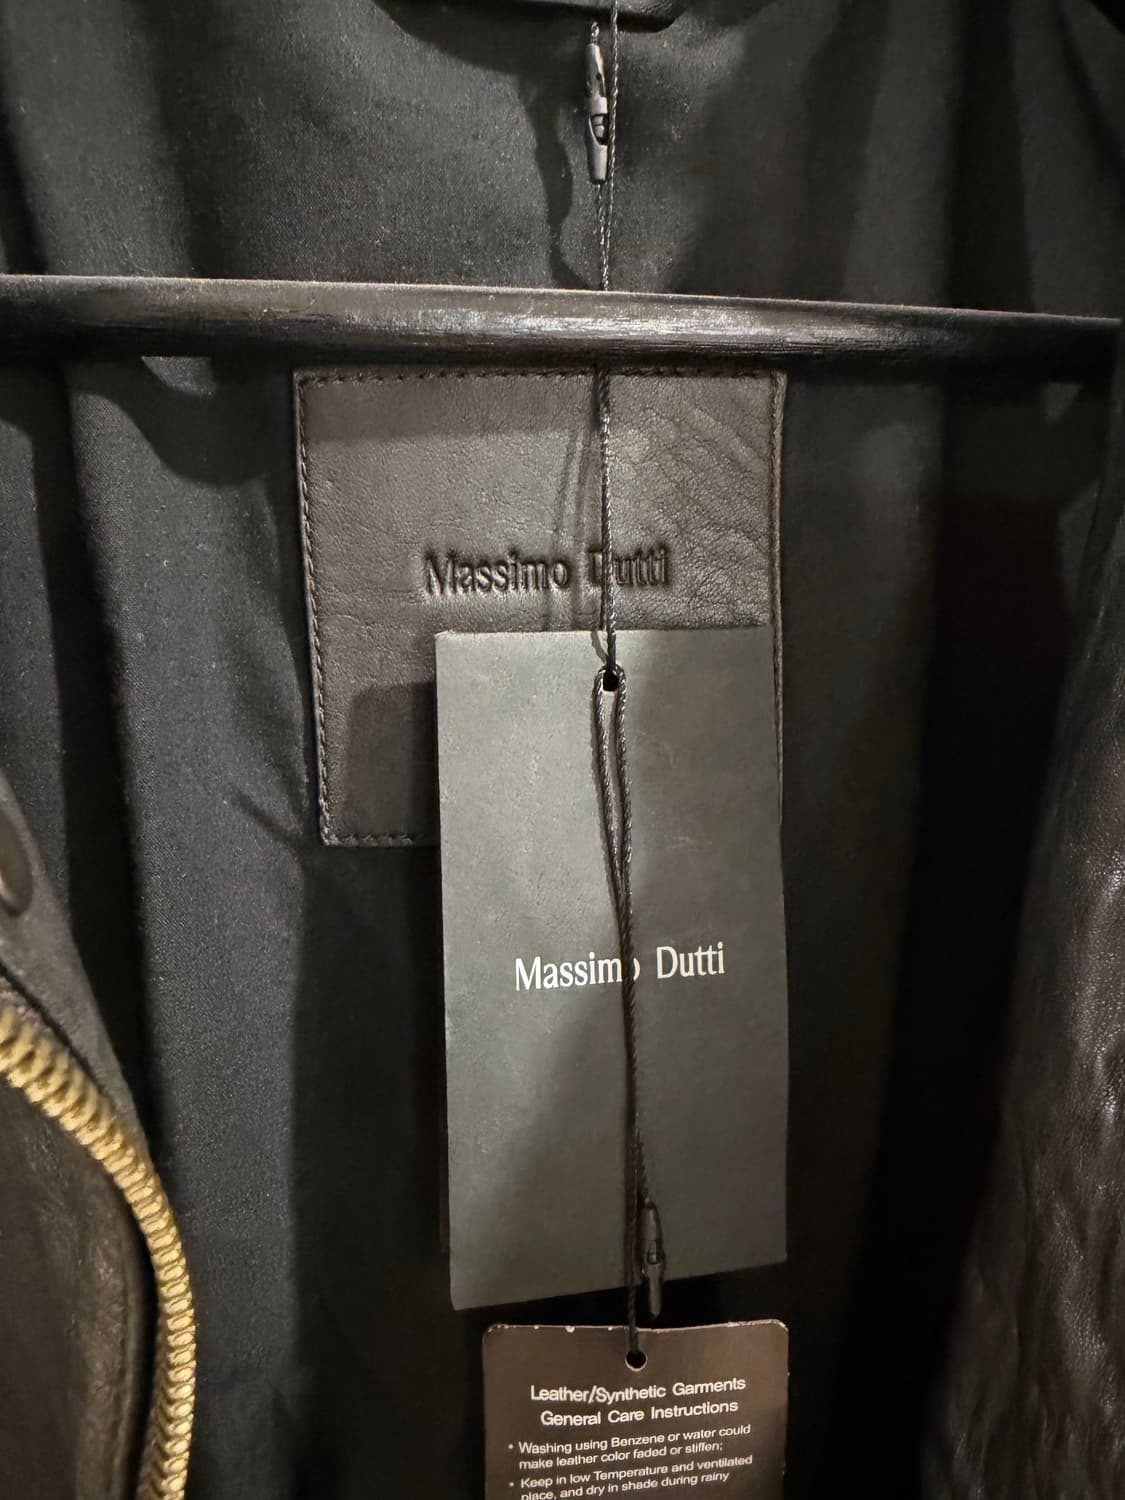 Massimo Dutti
Massimo Dutti
Leather/Synthetic Garments
General Care Instructions
• Washing using Benzene or water could
make leather color faded or stiffen;
• Keep in low Temperature and ventilated
place, and dry in shade during rainy